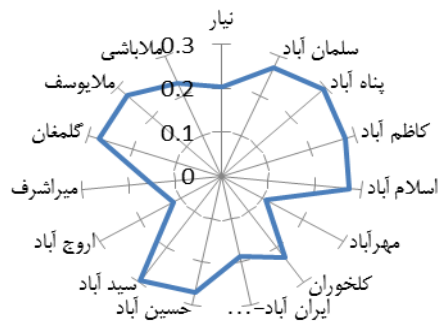 نیار
سلمان آباد
پناه آباد
کاظم آباد
اسلام آباد
مهرآباد
کلخوران
ایران آباد-...
حسین آباد
سید آباد
اروج آباد
میراشرف
گلمغان
ملایوسف
ملاباشی
0.3
0.2
0.1
0